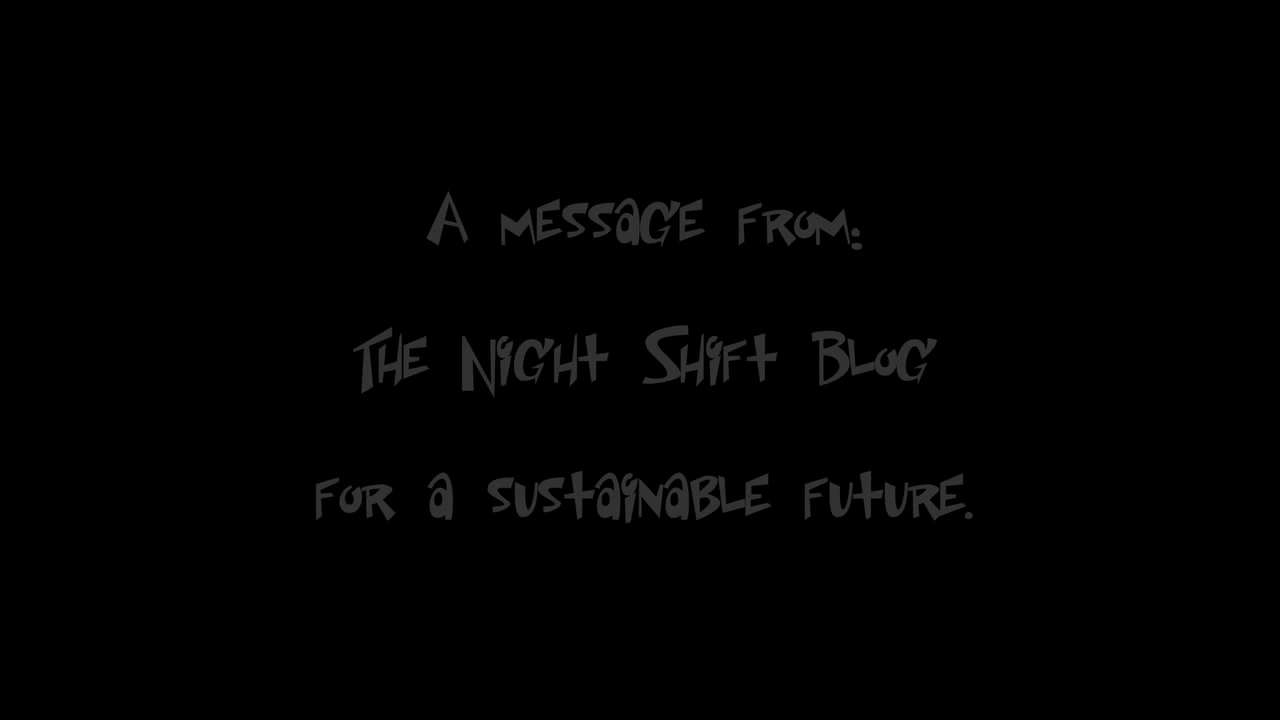 A message from:
The Night Shift Blog
for a sustainable future.